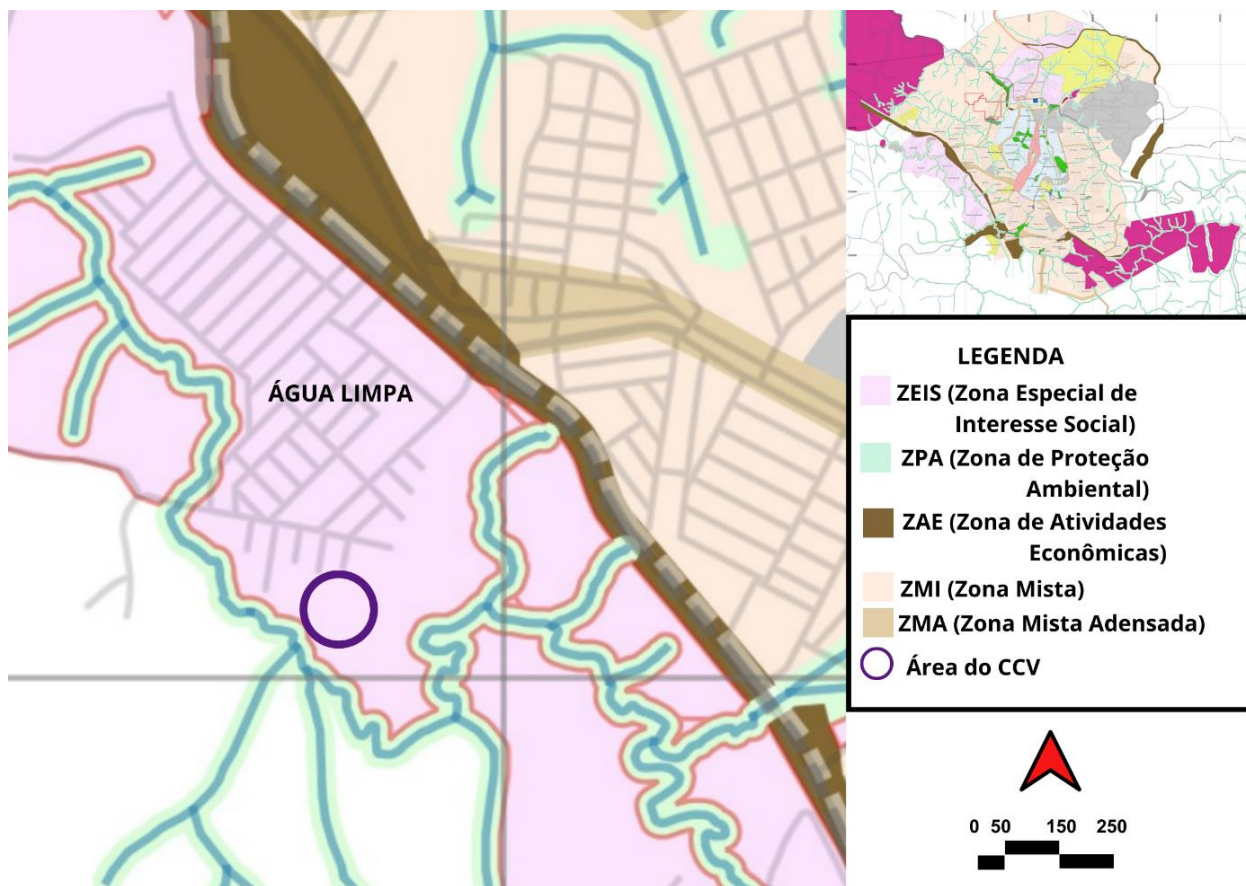 ÁGUA LIMPA
LEGENDA
ZEIS (Zona Especial de
Interesse Social)
ZPA (Zona de Proteção
Ambiental)
ZAE (Zona de Atividades
Econômicas)
ZMI (Zona Mista)
ZMA (Zona Mista Adensada)
Área do CCV
0 50 150 250